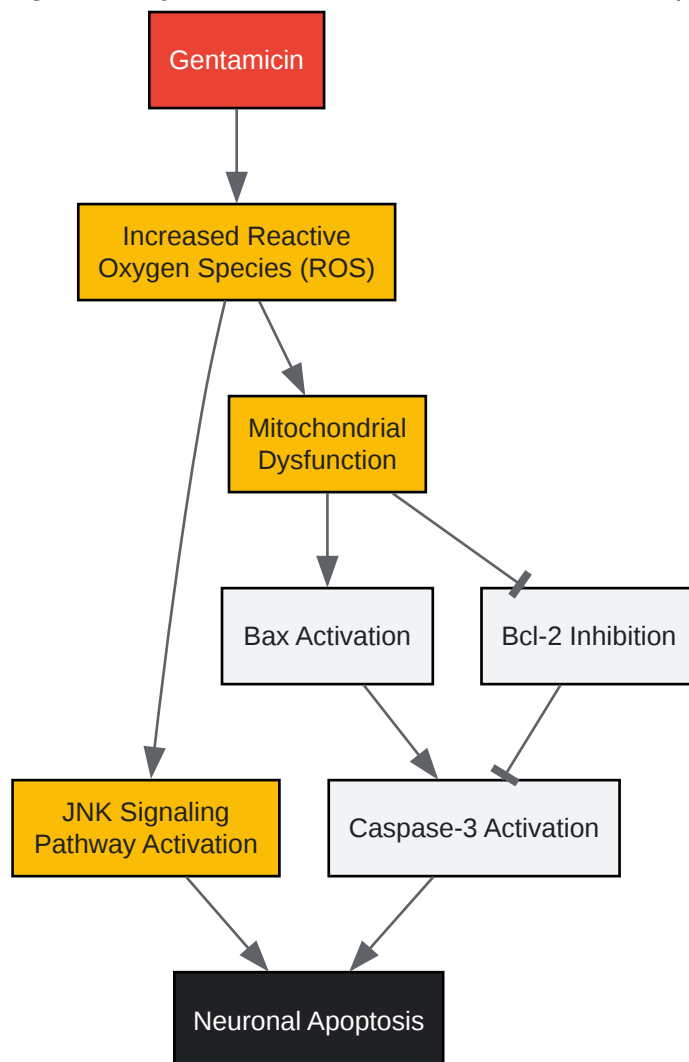 Gentamicin
Increased Reactive
Oxygen Species (ROS)
Mitochondrial
Dysfunction
Bax Activation
Bcl-2 Inhibition
JNK Signaling
Pathway Activation
Caspase-3 Activation
Neuronal Apoptosis